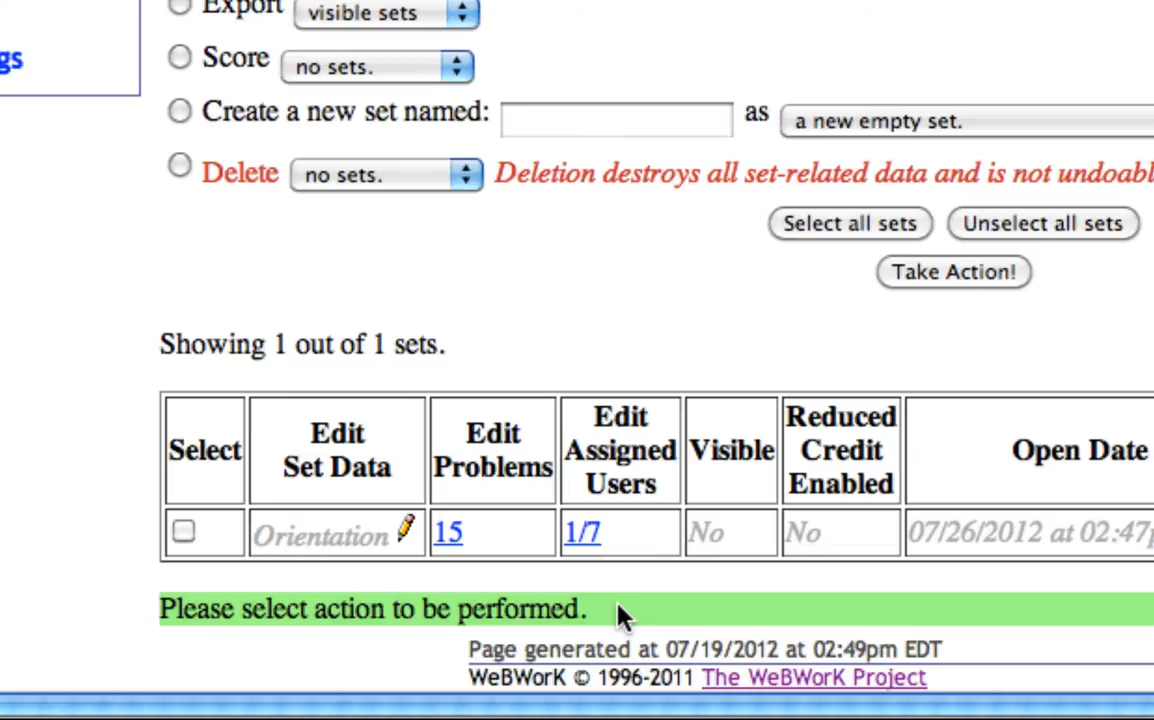 Export visible sets
gs
Score no sets.
Create a new set named: as a new empty set.
Delete no sets. Deletion destroys all set-related data and is not undoabl
Select all sets Unselect all sets
Take Action!
Showing 1 out of 1 sets.
Select Edit Set Data Edit Problems Edit Assigned Users Visible Reduced Credit Enabled Open Date
Orientation 15 1/7 No No 07/26/2012 at 02:47p
Please select action to be performed.
Page generated at 07/19/2012 at 02:49pm EDT
WeBWorK © 1996-2011 The WeBWorK Project